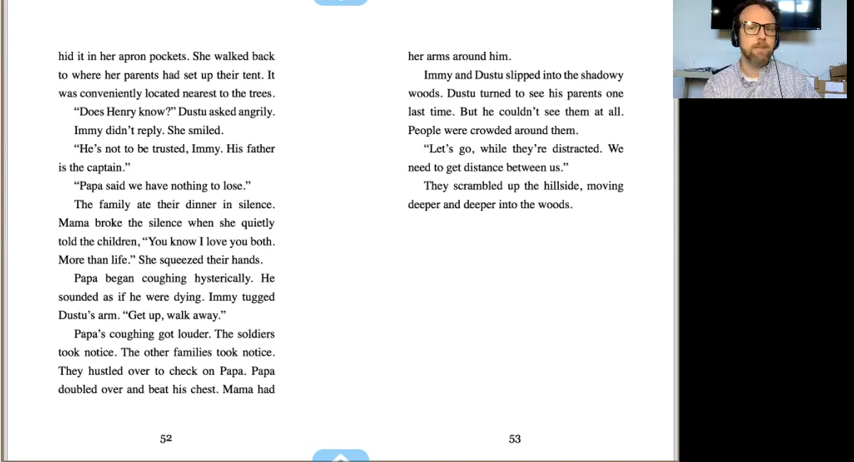 hid it in her apron pockets. She walked back
to where her parents had set up their tent. It
was conveniently located nearest to the trees.
“Does Henry know?” Dustu asked angrily.
Immy didn’t reply. She smiled.
“He’s not to be trusted, Immy. His father
is the captain.”
“Papa said we have nothing to lose.”
The family ate their dinner in silence.
Mama broke the silence when she quietly
told the children, “You know I love you both.
More than life.” She squeezed their hands.
Papa began coughing hysterically. He
sounded as if he were dying. Immy tugged
Dustu’s arm. “Get up, walk away.”
Papa’s coughing got louder. The soldiers
took notice. The other families took notice.
They hustled over to check on Papa. Papa
doubled over and beat his chest. Mama had
52
her arms around him.
Immy and Dustu slipped into the shadowy
woods. Dustu turned to see his parents one
last time. But he couldn’t see them at all.
People were crowded around them.
“Let’s go, while they’re distracted. We
need to get distance between us.”
They scrambled up the hillside, moving
deeper and deeper into the woods.
53